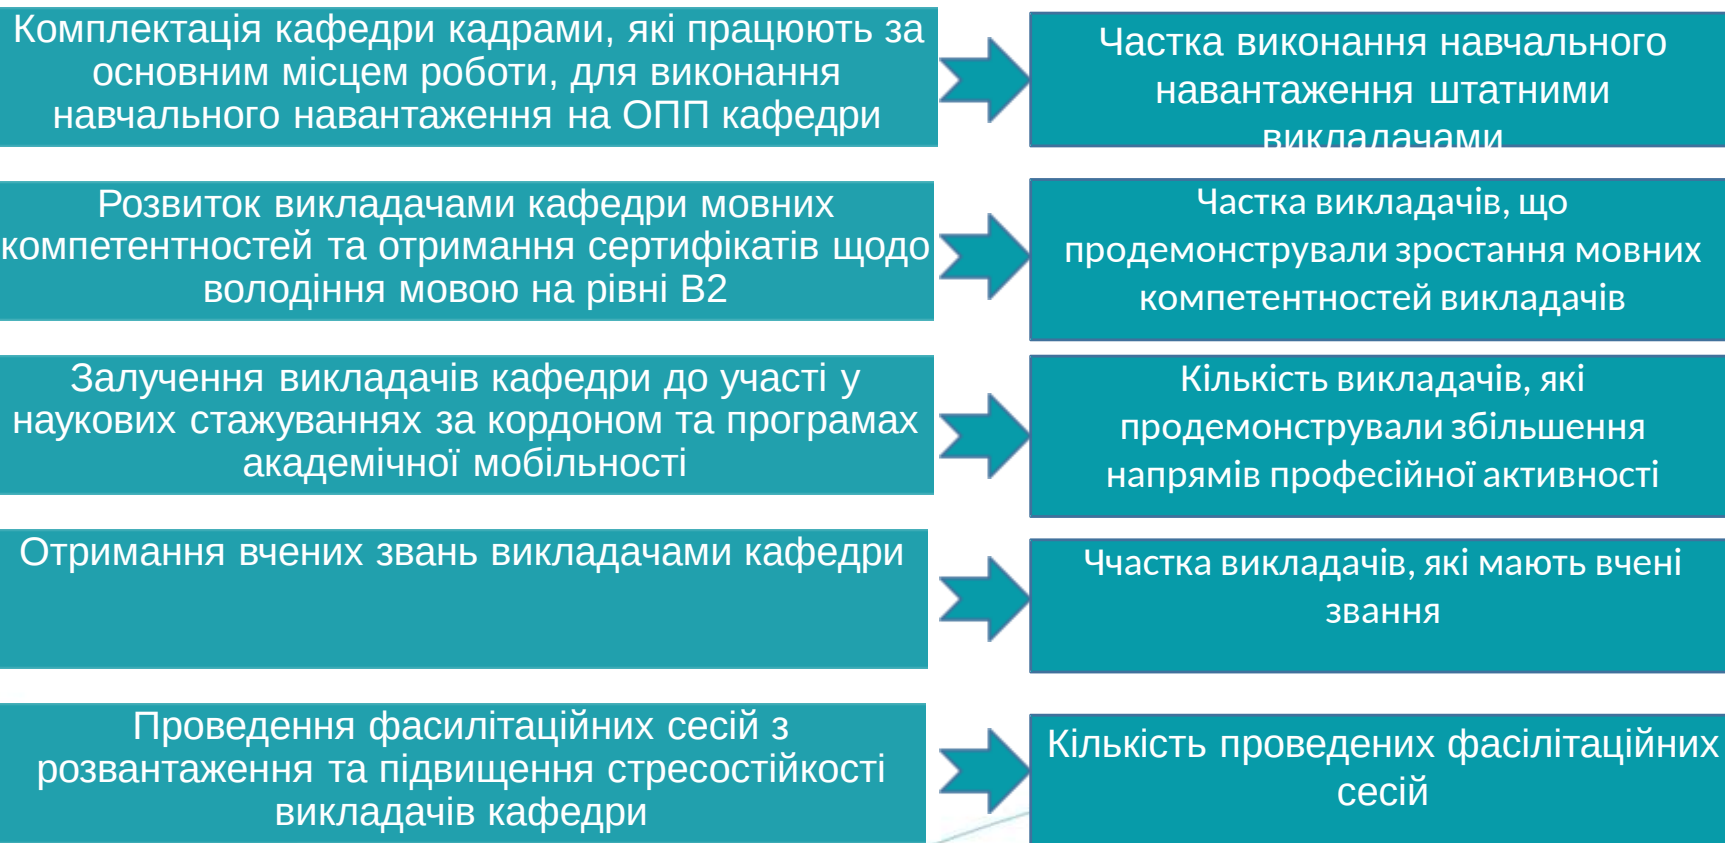 Комплектація кафедри кадрами, які працюють за
основним місцем роботи, для виконання
навчального навантаження на ОПП кафедри
Частка виконання навчального
навантаження штатними
викладачами
Розвиток викладачами кафедри мовних
компетентностей та отримання сертифікатів щодо
володіння мовою на рівні В2
Частка викладачів, що
продемонстрували зростання мовних
компетентностей викладачів
Залучення викладачів кафедри до участі у
наукових стажуваннях за кордоном та програмах
академічної мобільності
Кількість викладачів, які
продемонстрували збільшення
напрямів професійної активності
Отримання вчених звань викладачами кафедри
Ччастка викладачів, які мають вчені
звання
Проведення фасилітаційних сесій з
розвантаження та підвищення стресостійкості
викладачів кафедри
Кількість проведених фасілітаційних
сесій